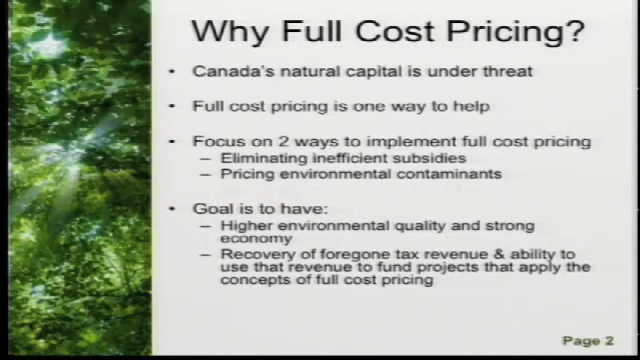 Why Full Cost Pricing?
• Canada's natural capital is under threat
• Full cost pricing is one way to help
• Focus on 2 ways to implement full cost pricing
– Eliminating inefficient subsidies
– Pricing environmental contaminants
• Goal is to have:
– Higher environmental quality and strong
economy
– Recovery of foregone tax revenue & ability to
use that revenue to fund projects that apply the
concepts of full cost pricing
Page 2